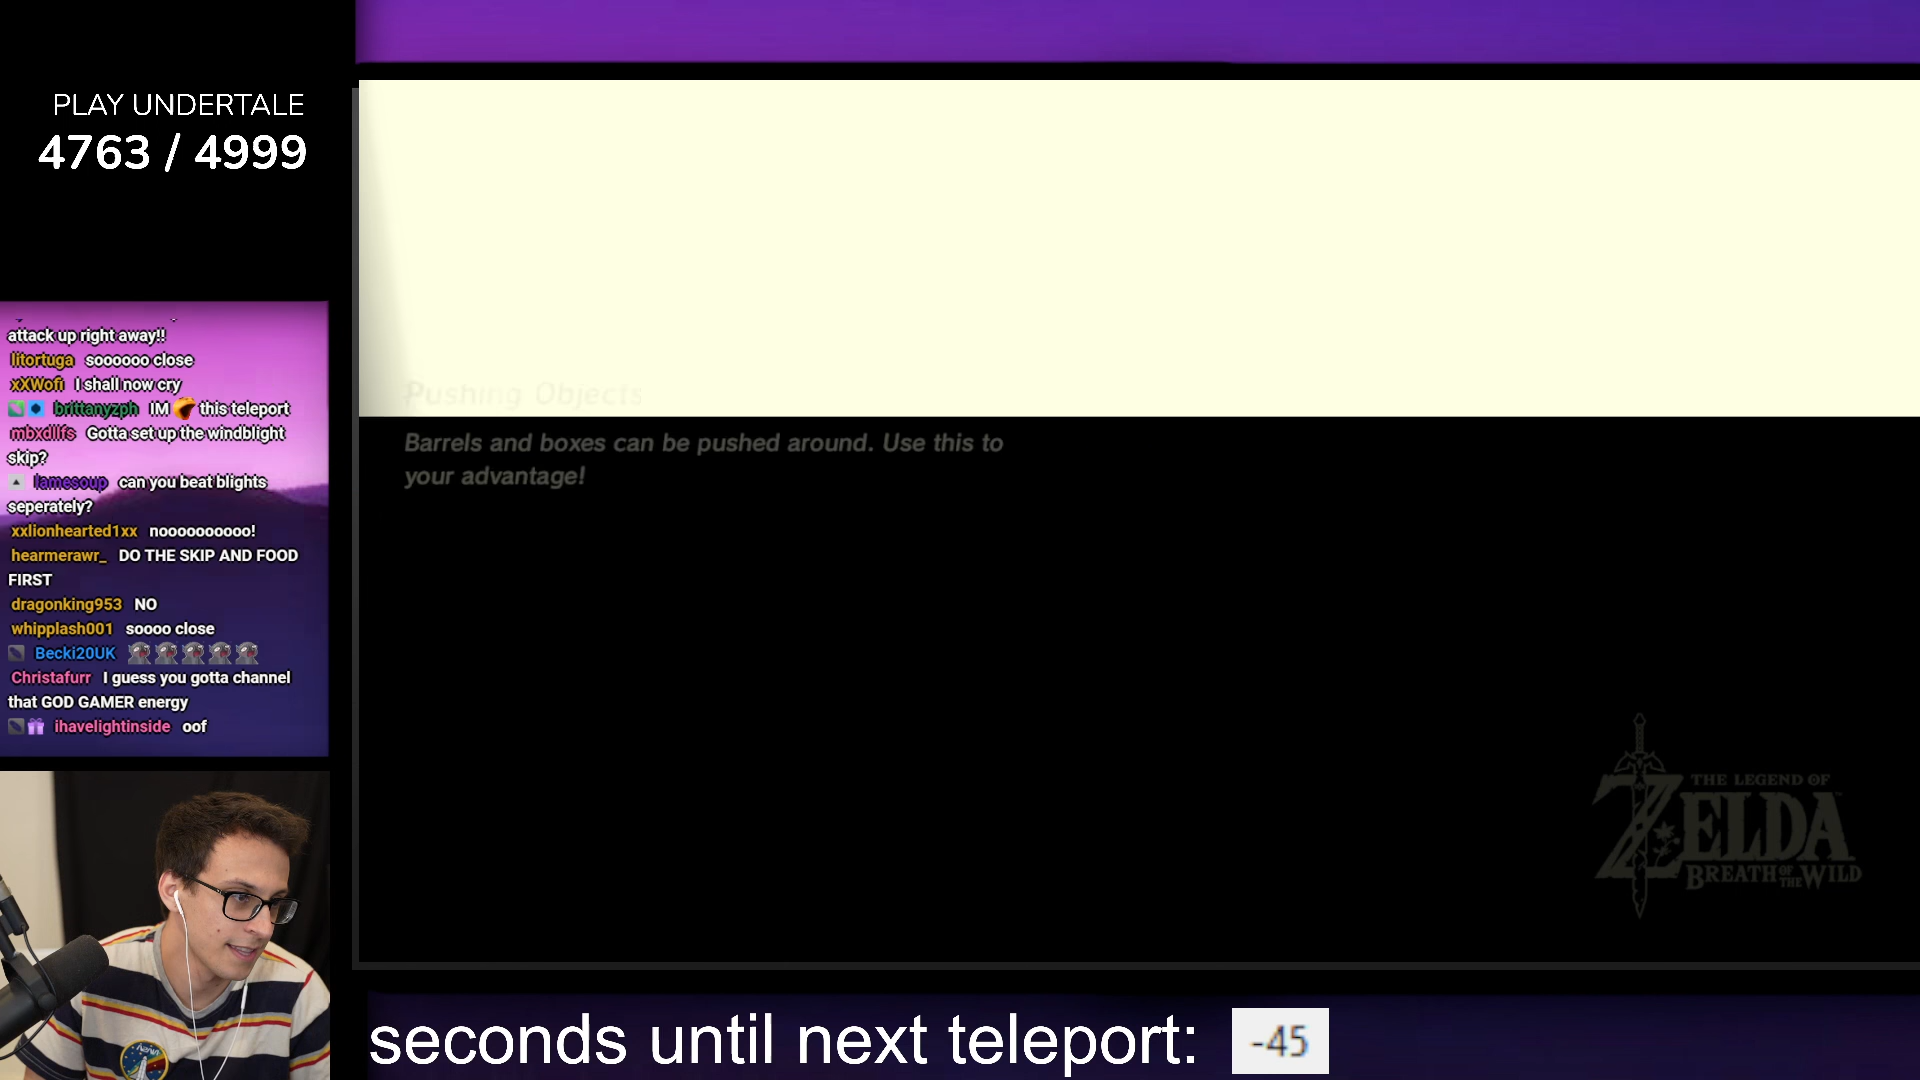 PLAY UNDERTALE
4763 / 4999
attack up right away!!
litortuga soooooo close
xXWofi I shall now cry
brittanyzph IM this teleport
mbxdllfs Gotta set up the windblight
skip?
lamesoup can you beat blights
seperately?
xxlionhearted1xx noooooooooo!
hearmerawr_ DO THE SKIP AND FOOD
FIRST
dragonking953 NO
whipplash001 soooo close
Becki20UK
Christafurr I guess you gotta channel
that GOD GAMER energy
ihavelightinside oof
Pushing Objects
Barrels and boxes can be pushed around. Use this to
your advantage!
THE LEGEND OF
ZELDA
BREATH OF THE WILD
seconds until next teleport: -45